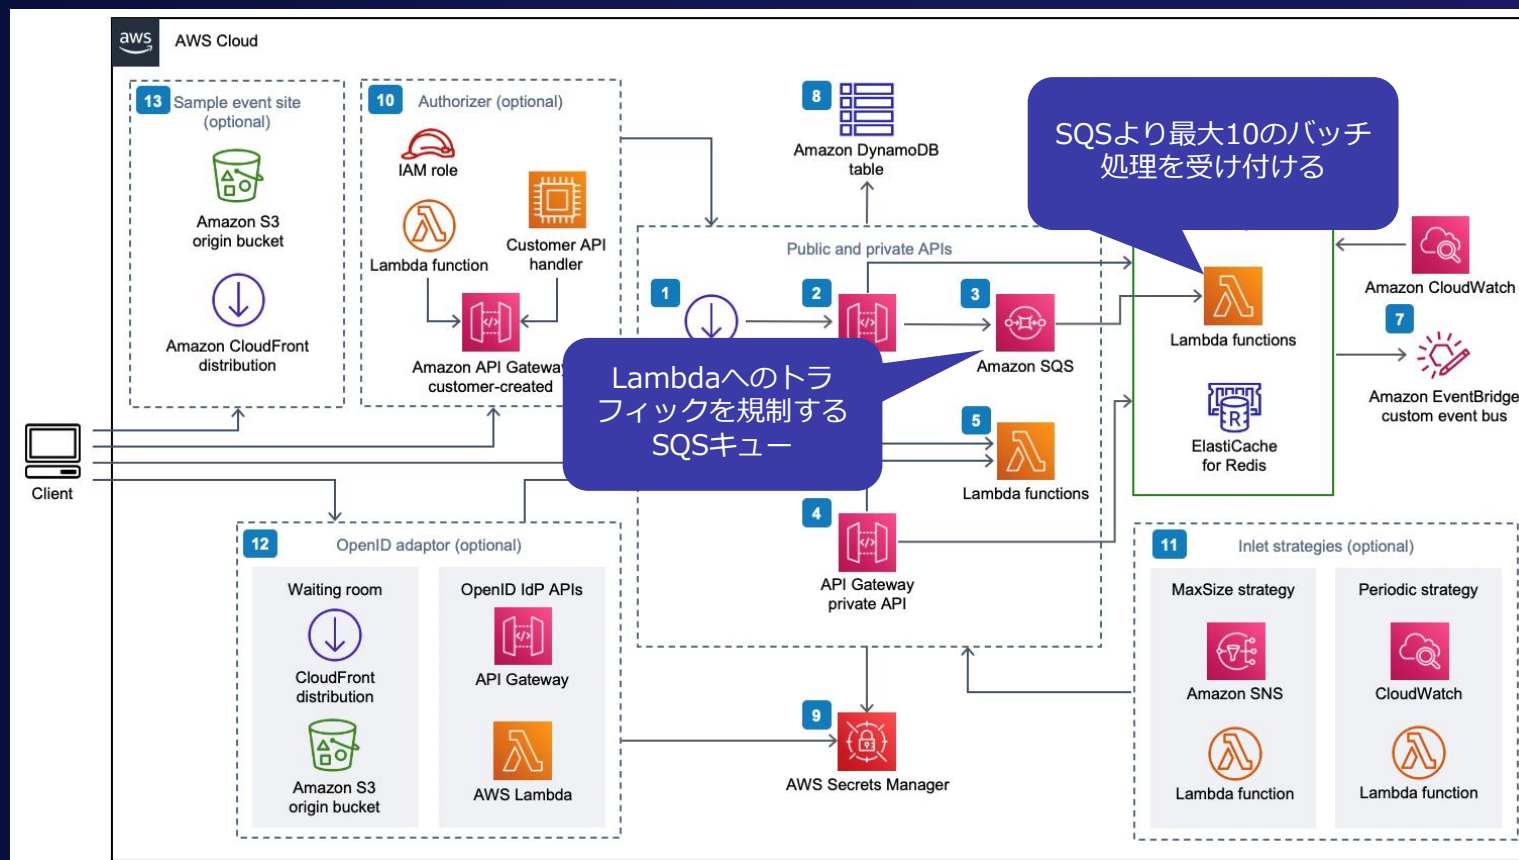 aws
AWS Cloud
13 Sample event site
(optional)
Amazon S3
origin bucket
Amazon CloudFront
distribution
10 Authorizer (optional)
IAM role
Lambda function
Customer API
handler
Amazon API Gateway
customer-created
8
Amazon DynamoDB
table
SQSより最大10のバッチ
処理を受け付ける
Public and private APIs
1
2
3
Amazon SQS
Lambdaへのトラ
フィックを規制する
SQSキュー
5
Lambda functions
4
API Gateway
private API
Lambda functions
ElastiCache
for Redis
Amazon CloudWatch
7
Amazon EventBridge
custom event bus
Client
12 OpenID adaptor (optional)
Waiting room
CloudFront
distribution
Amazon S3
origin bucket
OpenID IdP APIs
API Gateway
AWS Lambda
9
AWS Secrets Manager
11 Inlet strategies (optional)
MaxSize strategy
Amazon SNS
Lambda function
Periodic strategy
CloudWatch
Lambda function